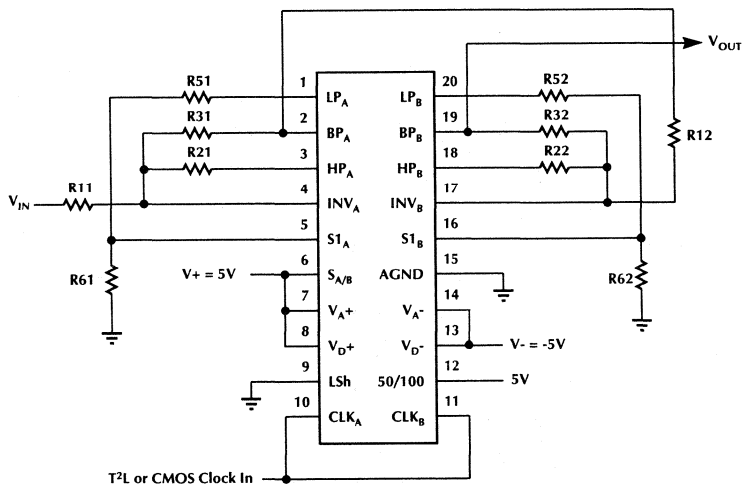 V_OUT
R51 1 LP_A LP_B 20 R52
R31 2 BP_A BP_B 19 R32
R12
R21 3 HP_A HP_B 18 R22
V_IN R11 4 INV_A INV_B 17
5 S1_A S1_B 16
R61 V+ = 5V 6 S_A/B AGND 15 R62
7 V_A+ V_A- 14
8 V_D+ V_D- 13 V- = -5V
9 LSh 50/100 12 5V
10 CLK_A CLK_B 11
T²L or CMOS Clock In